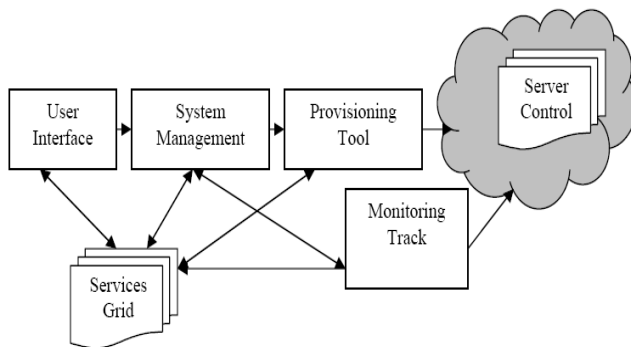 User
Interface
System
Management
Provisioning
Tool
Server
Control
Monitoring
Track
Services
Grid